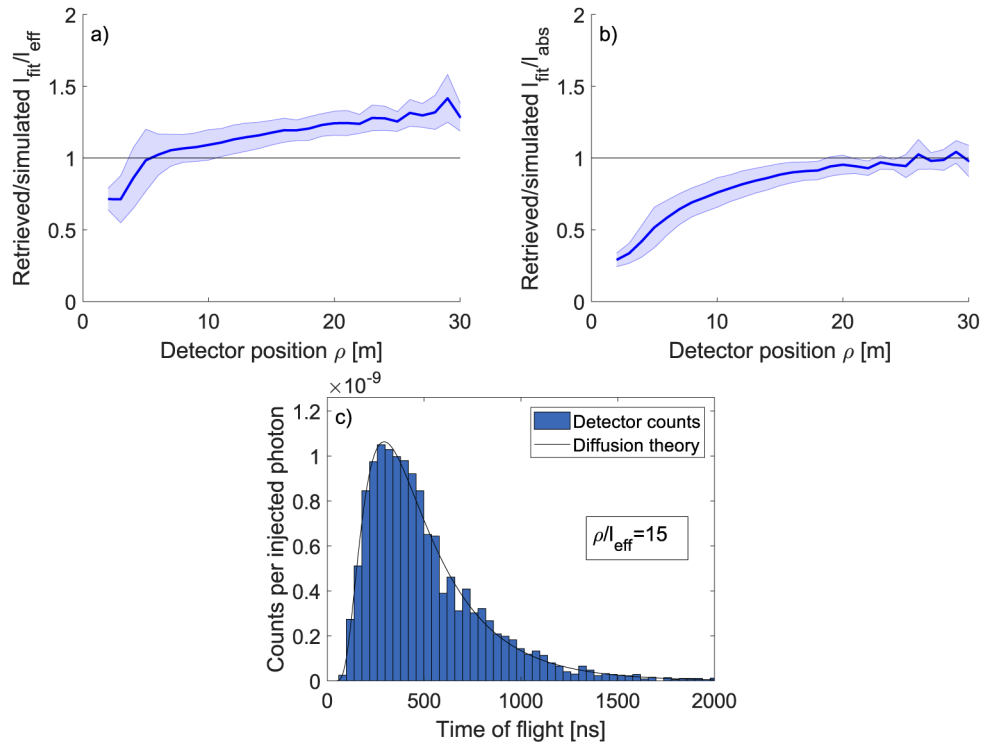 a)
2
1.5
1
0.5
0
0
10
20
30
Retrieved/simulated l_fit/l_eff
Detector position ρ [m]
b)
2
1.5
1
0.5
0
0
10
20
30
Retrieved/simulated l_fit/l_abs
Detector position ρ [m]
×10⁻⁹
c)
1.2
1
0.8
0.6
0.4
0.2
0
0
500
1000
1500
2000
Counts per injected photon
Detector counts
Diffusion theory
ρ/l_eff=15
Time of flight [ns]